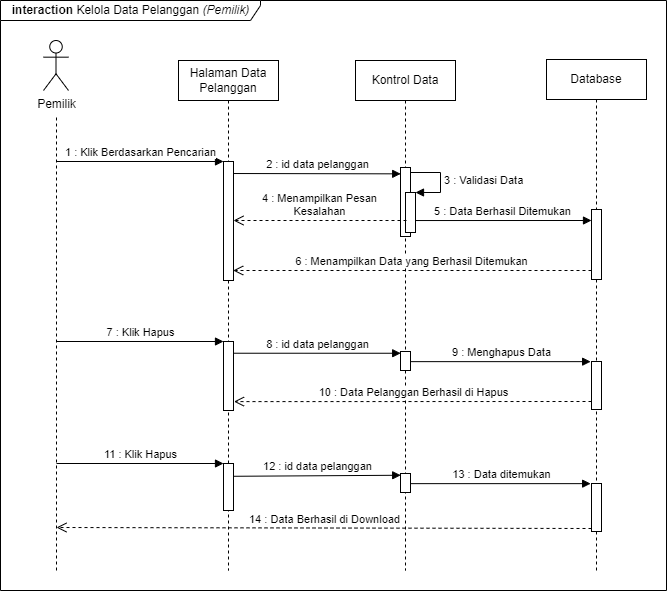 interaction Kelola Data Pelanggan (Pemilik)
Pemilik
Halaman Data
Pelanggan
Kontrol Data
Database
1 : Klik Berdasarkan Pencarian
2 : id data pelanggan
3 : Validasi Data
4 : Menampilkan Pesan
Kesalahan
5 : Data Berhasil Ditemukan
6 : Menampilkan Data yang Berhasil Ditemukan
7 : Klik Hapus
8 : id data pelanggan
9 : Menghapus Data
10 : Data Pelanggan Berhasil di Hapus
11 : Klik Hapus
12 : id data pelanggan
13 : Data ditemukan
14 : Data Berhasil di Download